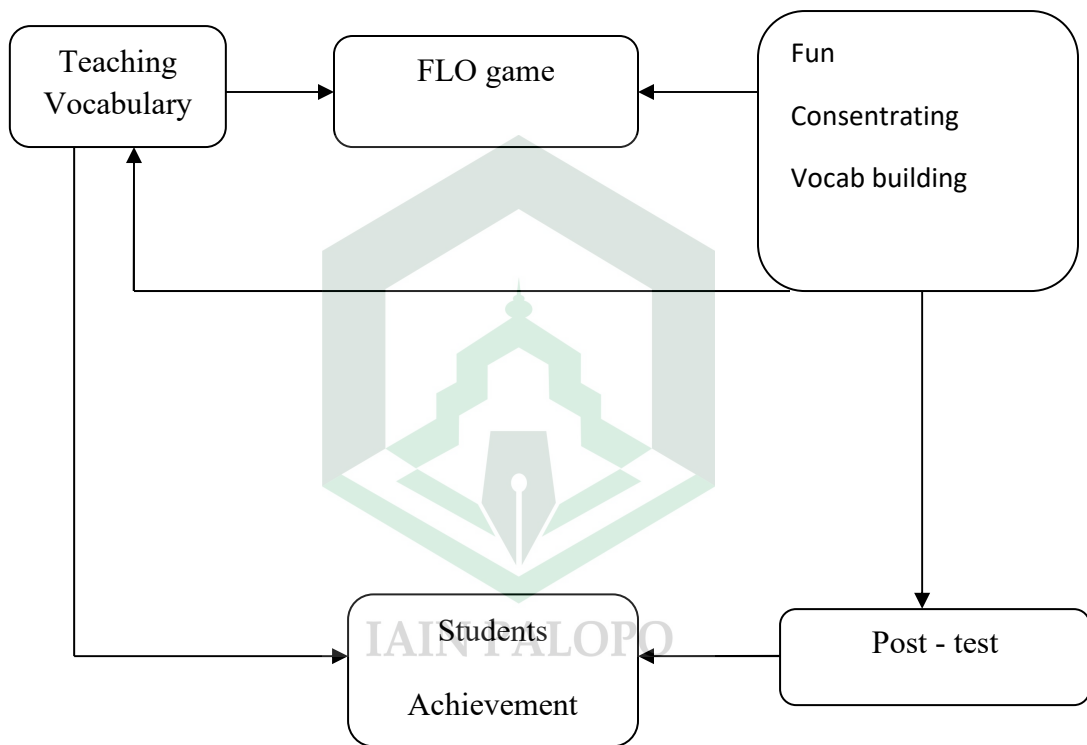 Teaching
Vocabulary
FLO game
Fun
Consentrating
Vocab building
Students
Achievement
IAIN PALOPO
Post - test